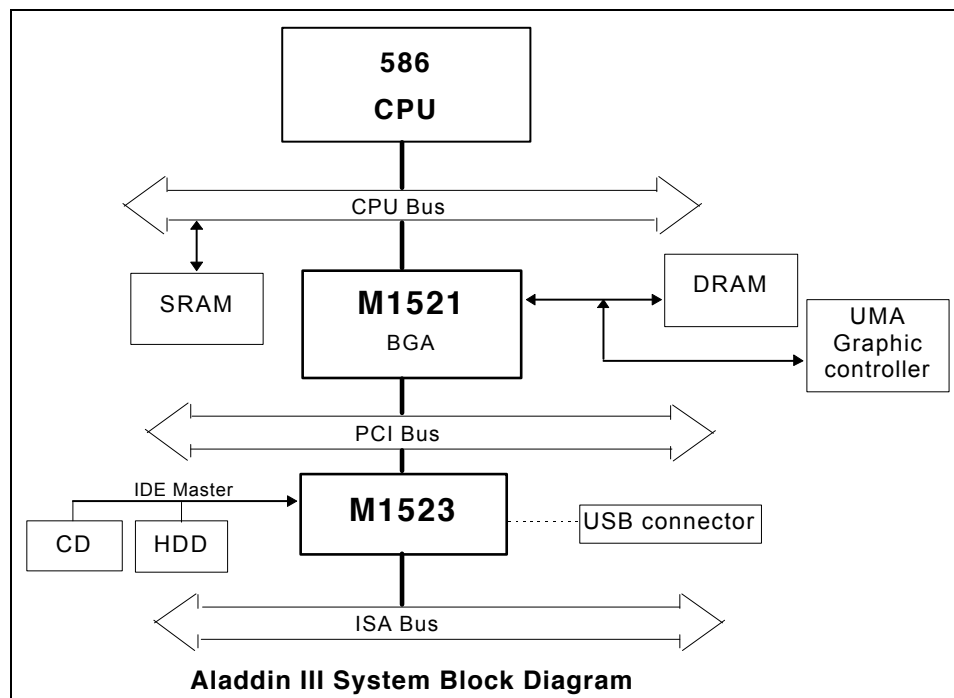 586
CPU
CPU Bus
SRAM
M1521
BGA
DRAM
UMA
Graphic
controller
PCI Bus
IDE Master
M1523
USB connector
CD
HDD
ISA Bus
Aladdin III System Block Diagram